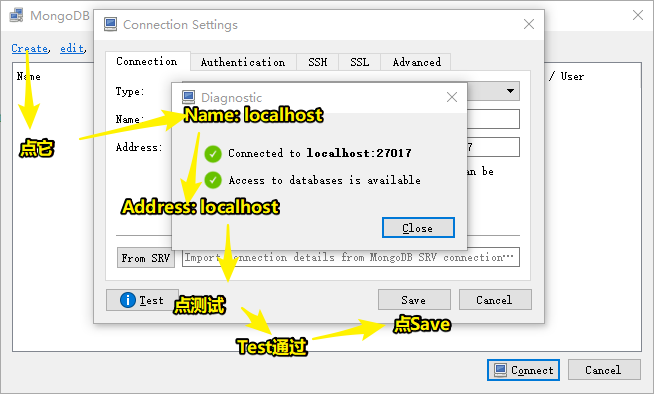 MongoDB
Connection Settings
Create, edit,
Connection
Authentication
SSH
SSL
Advanced
Name
/ User
Type:
Diagnostic
Name:
Name: localhost
点它
Address:
Connected to localhost:27017
7
Access to databases is available
n be
Address: localhost
Close
From SRV
Import connection details from MongoDB SRV connection…
Test
点测试
Save
Cancel
点Save
Test通过
Connect
Cancel